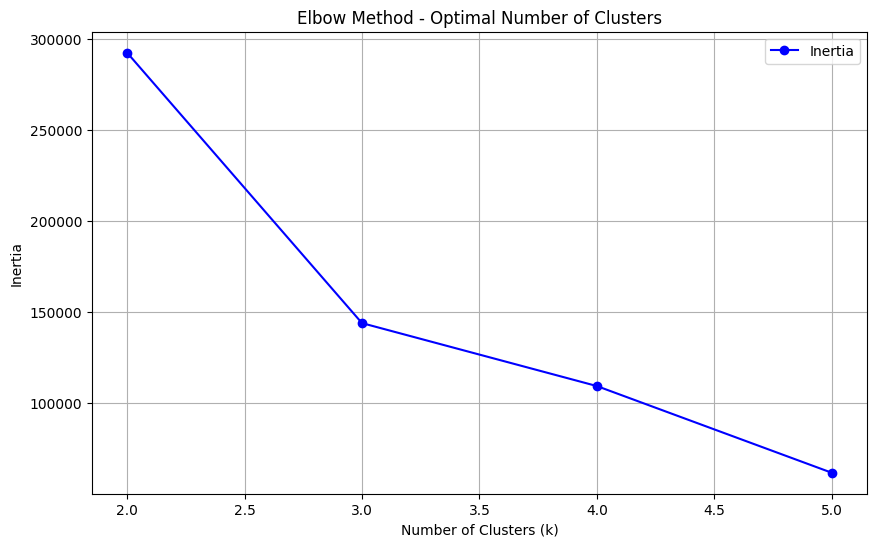 Elbow Method - Optimal Number of Clusters
Inertia
300000
250000
200000
150000
100000
Inertia
2.0 2.5 3.0 3.5 4.0 4.5 5.0
Number of Clusters (k)